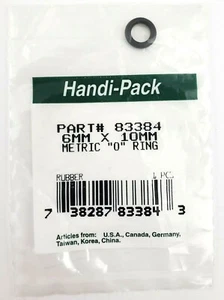 Handi-Pack
PART# 83384
6MM X 10MM
METRIC "O" RING
RUBBER 1 PC.
7 38287 83384 3
Articles from: U.S.A., Canada, Germany,
Taiwan, Korea, China.